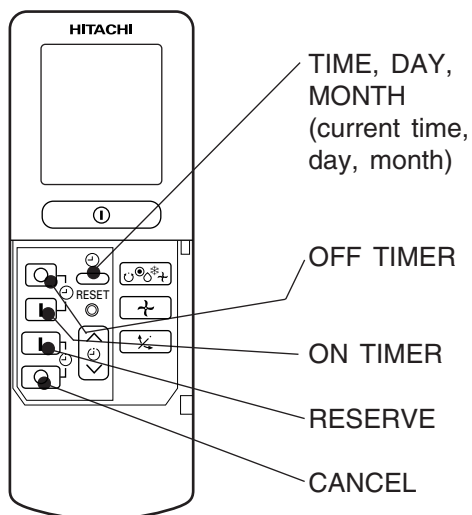 HITACHI
TIME, DAY,
MONTH
(current time,
day, month)
OFF TIMER
RESET
ON TIMER
RESERVE
CANCEL